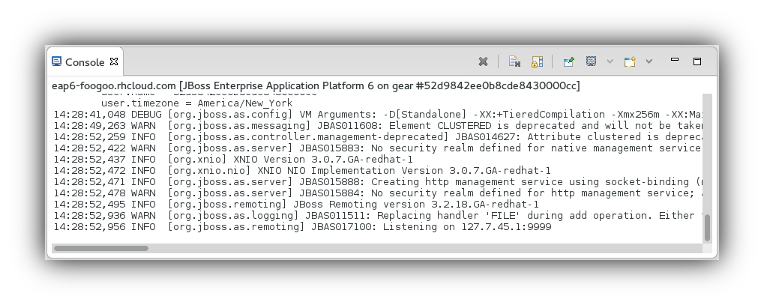 Console
eap6-foogoo.rhcloud.com [JBoss Enterprise Application Platform 6 on gear #52d9842ee0b8cde8430000cc]
user.timezone = America/New_York
14:28:41,048 DEBUG [org.jboss.as.config] VM Arguments: -D[Standalone] -XX:+TieredCompilation -Xmx256m -XX:Ma
14:28:49,263 WARN [org.jboss.as.messaging] JBAS011608: Element CLUSTERED is deprecated and will not be take
14:28:52,259 INFO [org.jboss.as.controller.management-deprecated] JBAS014627: Attribute clustered is depreca
14:28:52,422 WARN [org.jboss.as.server] JBAS015883: No security realm defined for native management service
14:28:52,437 INFO [org.xnio] XNIO Version 3.0.7.GA-redhat-1
14:28:52,472 INFO [org.xnio.nio] XNIO NIO Implementation Version 3.0.7.GA-redhat-1
14:28:52,471 INFO [org.jboss.as.server] JBAS015888: Creating http management service using socket-binding (
14:28:52,478 WARN [org.jboss.as.server] JBAS015884: No security realm defined for http management service;
14:28:52,495 INFO [org.jboss.remoting] JBoss Remoting version 3.2.18.GA-redhat-1
14:28:52,936 WARN [org.jboss.as.logging] JBAS011511: Replacing handler 'FILE' during add operation. Either
14:28:52,956 INFO [org.jboss.as.remoting] JBAS017100: Listening on 127.7.45.1:9999